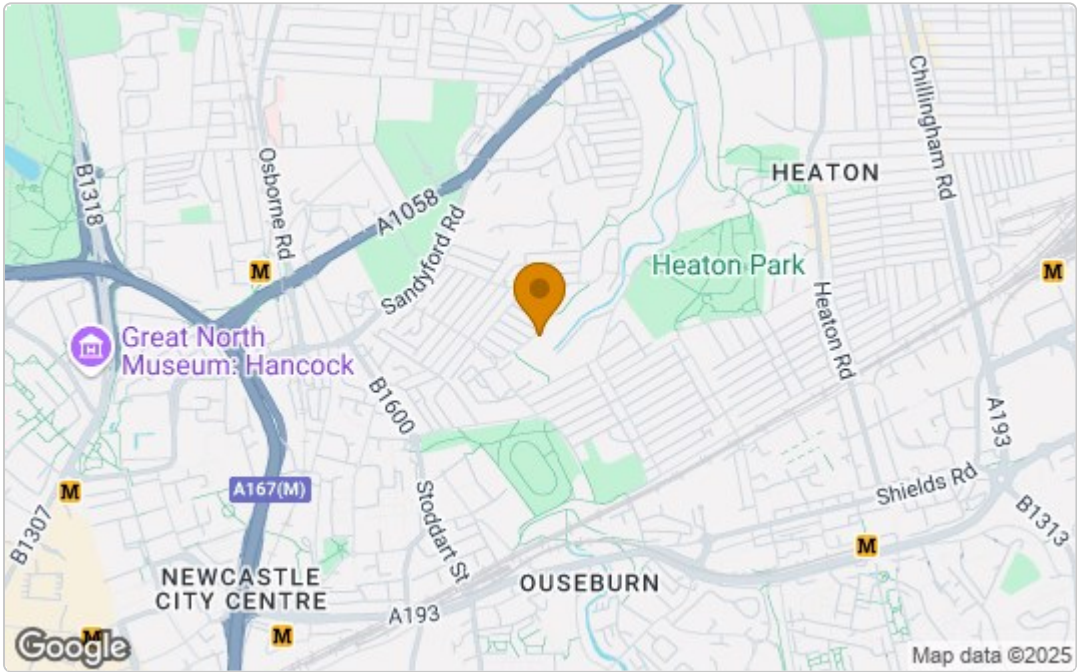 Chillingham Rd
HEATON
Osborne Rd
B1318
A1058
Sandyford Rd
M
M
Heaton Park
Heaton Rd
Great North
Museum: Hancock
B1600
A193
A167(M)
M
Stoddart St
Shields Rd
B1313
B1307
M
NEWCASTLE
CITY CENTRE
OUSEBURN
A193
M
M
Google
Map data ©2025